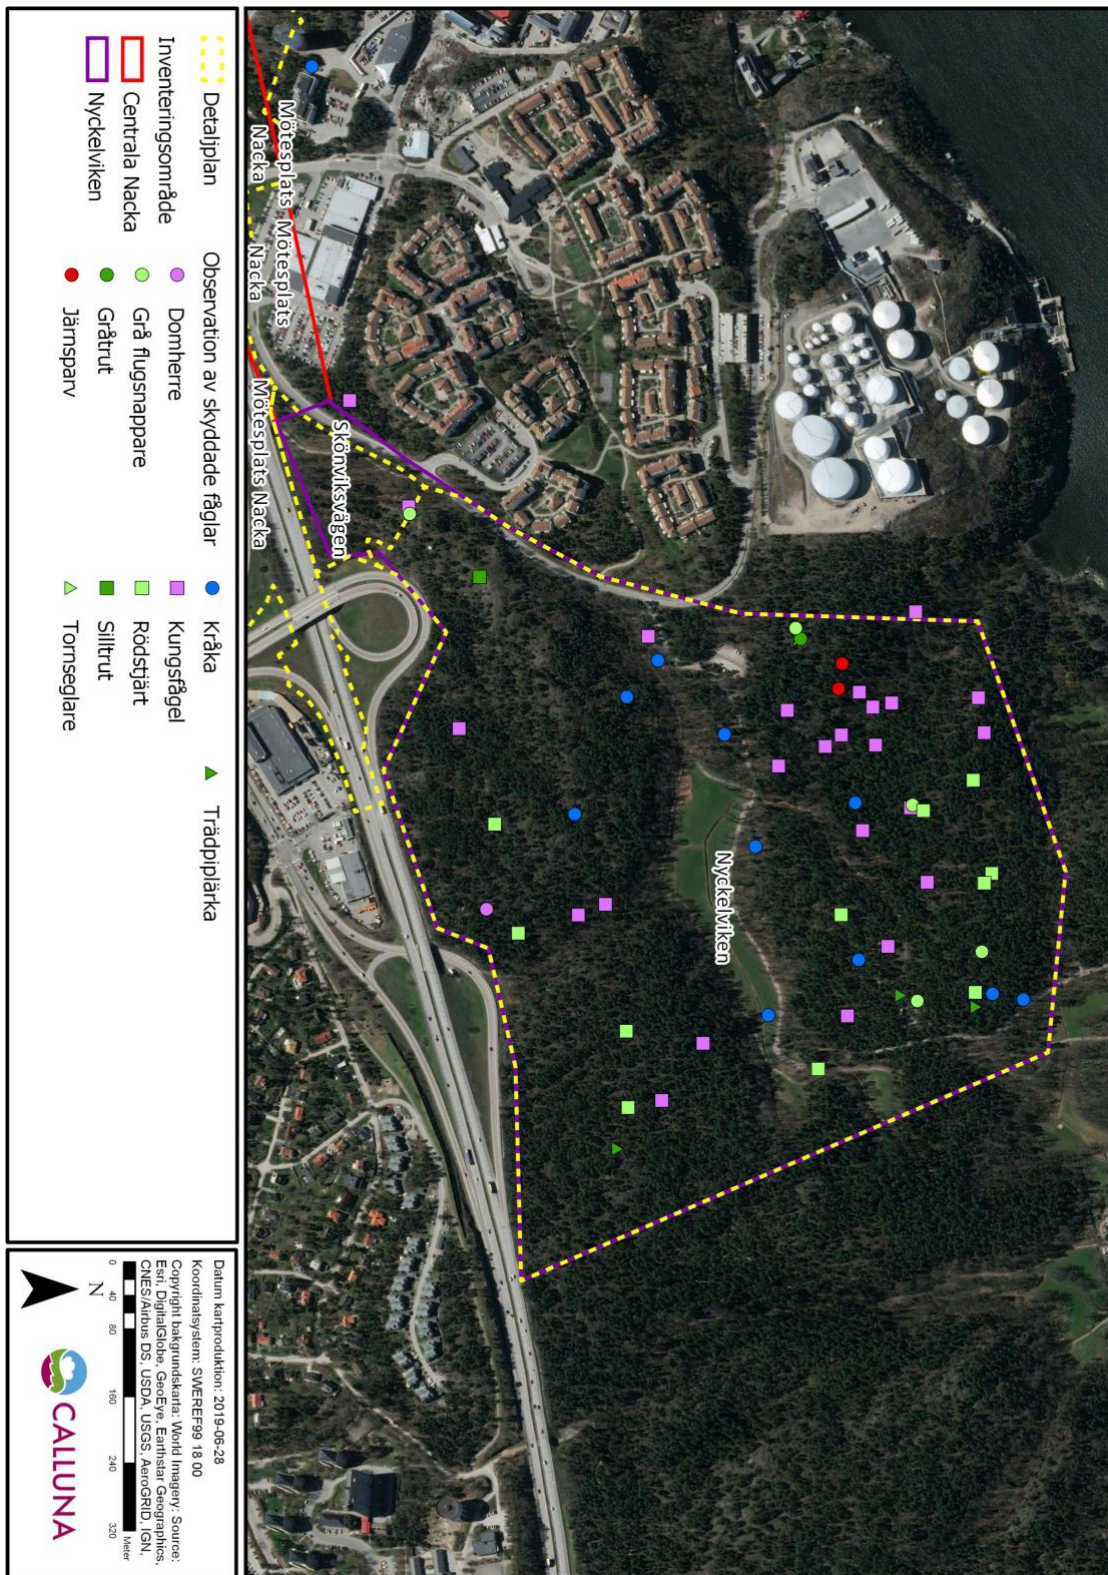 Mötesplats
Nacka
Mötesplats
Nacka
Mötesplats Nacka
Skönviksvägen
Nyckelviken
Detaljplan
Inventeringsområde
Centrala Nacka
Nyckelviken
Observation av skyddade fåglar
Domherre
Grå flugsnappare
Gråtrut
Järnsparv
Kråka
Kungsfågel
Rödstjärt
Silltrut
Tornseglare
Trädpiplärka
Datum kartproduktion: 2019-06-28
Koordinatsystem: SWEREF99 18 00
Copyright bakgrundskarta: World Imagery: Source:
Esri, DigitalGlobe, GeoEye, Earthstar Geographics,
CNES/Airbus DS, USDA, USGS, AeroGRID, IGN,
0 40 80 160 240 320
Meter
N
CALLUNA